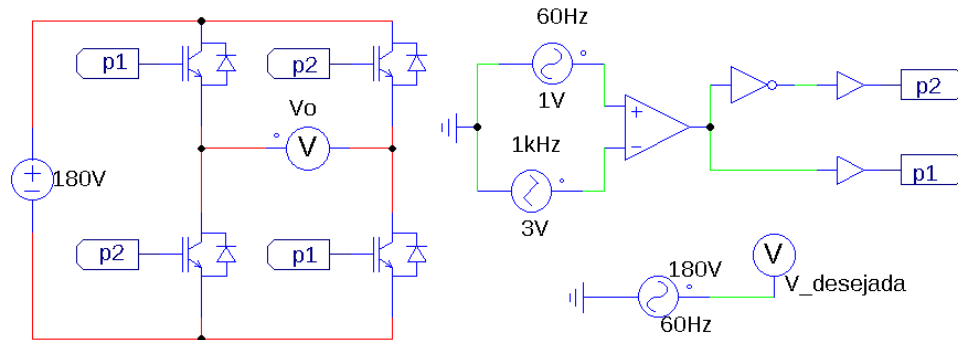 60Hz
p1
p2
p2
Vo
1V
V
1kHz
180V
p1
3V
p2
p1
180V
V
V_desejada
60Hz